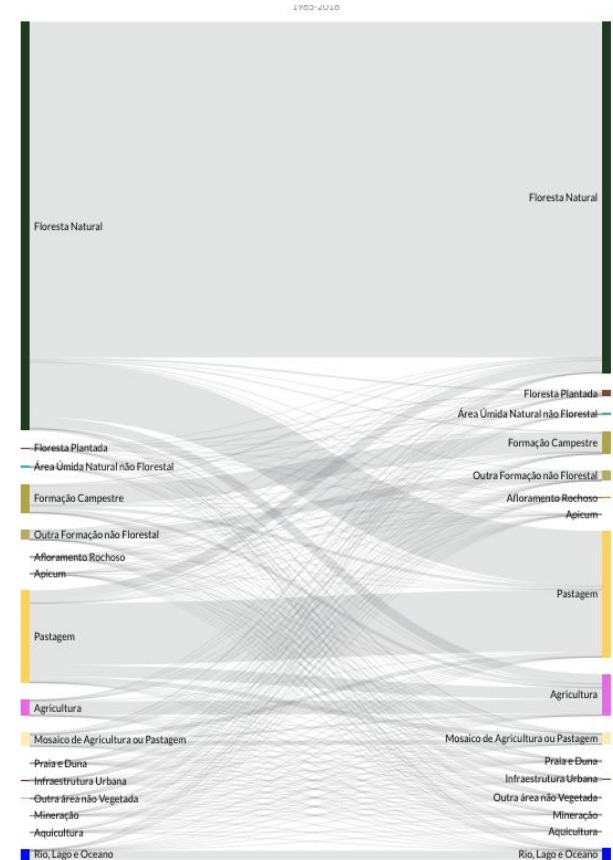 1985-2018
Floresta Natural
Floresta Natural
Floresta Plantada
Área Úmida Natural não Florestal
Formação Campestre
Outra Formação não Florestal
Afloramento Rochoso
Apicum
Floresta Plantada
Área Úmida Natural não Florestal
Formação Campestre
Outra Formação não Florestal
Afloramento Rochoso
Apicum
Pastagem
Pastagem
Agricultura
Agricultura
Mosaico de Agricultura ou Pastagem
Mosaico de Agricultura ou Pastagem
Praia e Duna
Praia e Duna
Infraestrutura Urbana
Infraestrutura Urbana
Outra área não Vegetada
Outra área não Vegetada
Mineração
Mineração
Aquicultura
Aquicultura
Rio, Lago e Oceano
Rio, Lago e Oceano